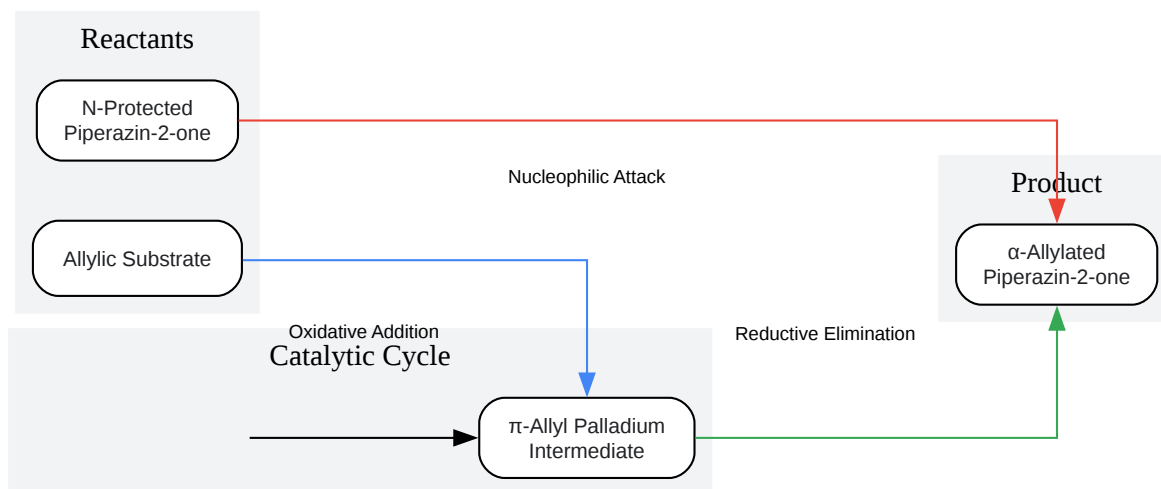 Reactants
N-Protected
Piperazin-2-one
Nucleophilic Attack
Product
Allylic Substrate
α-Allylated
Piperazin-2-one
Oxidative Addition
Reductive Elimination
Catalytic Cycle
π-Allyl Palladium
Intermediate